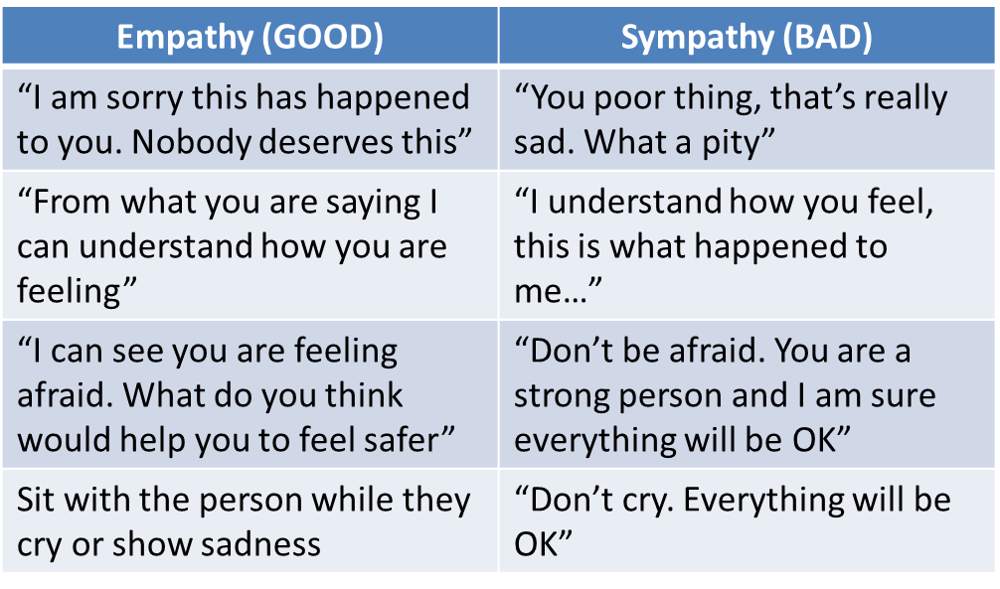 Empathy (GOOD)
Sympathy (BAD)
“I am sorry this has happened
to you. Nobody deserves this”
“You poor thing, that’s really
sad. What a pity”
“From what you are saying I
can understand how you are
feeling”
“I understand how you feel,
this is what happened to
me…”
“I can see you are feeling
afraid. What do you think
would help you to feel safer”
“Don’t be afraid. You are a
strong person and I am sure
everything will be OK”
Sit with the person while they
cry or show sadness
“Don’t cry. Everything will be
OK”